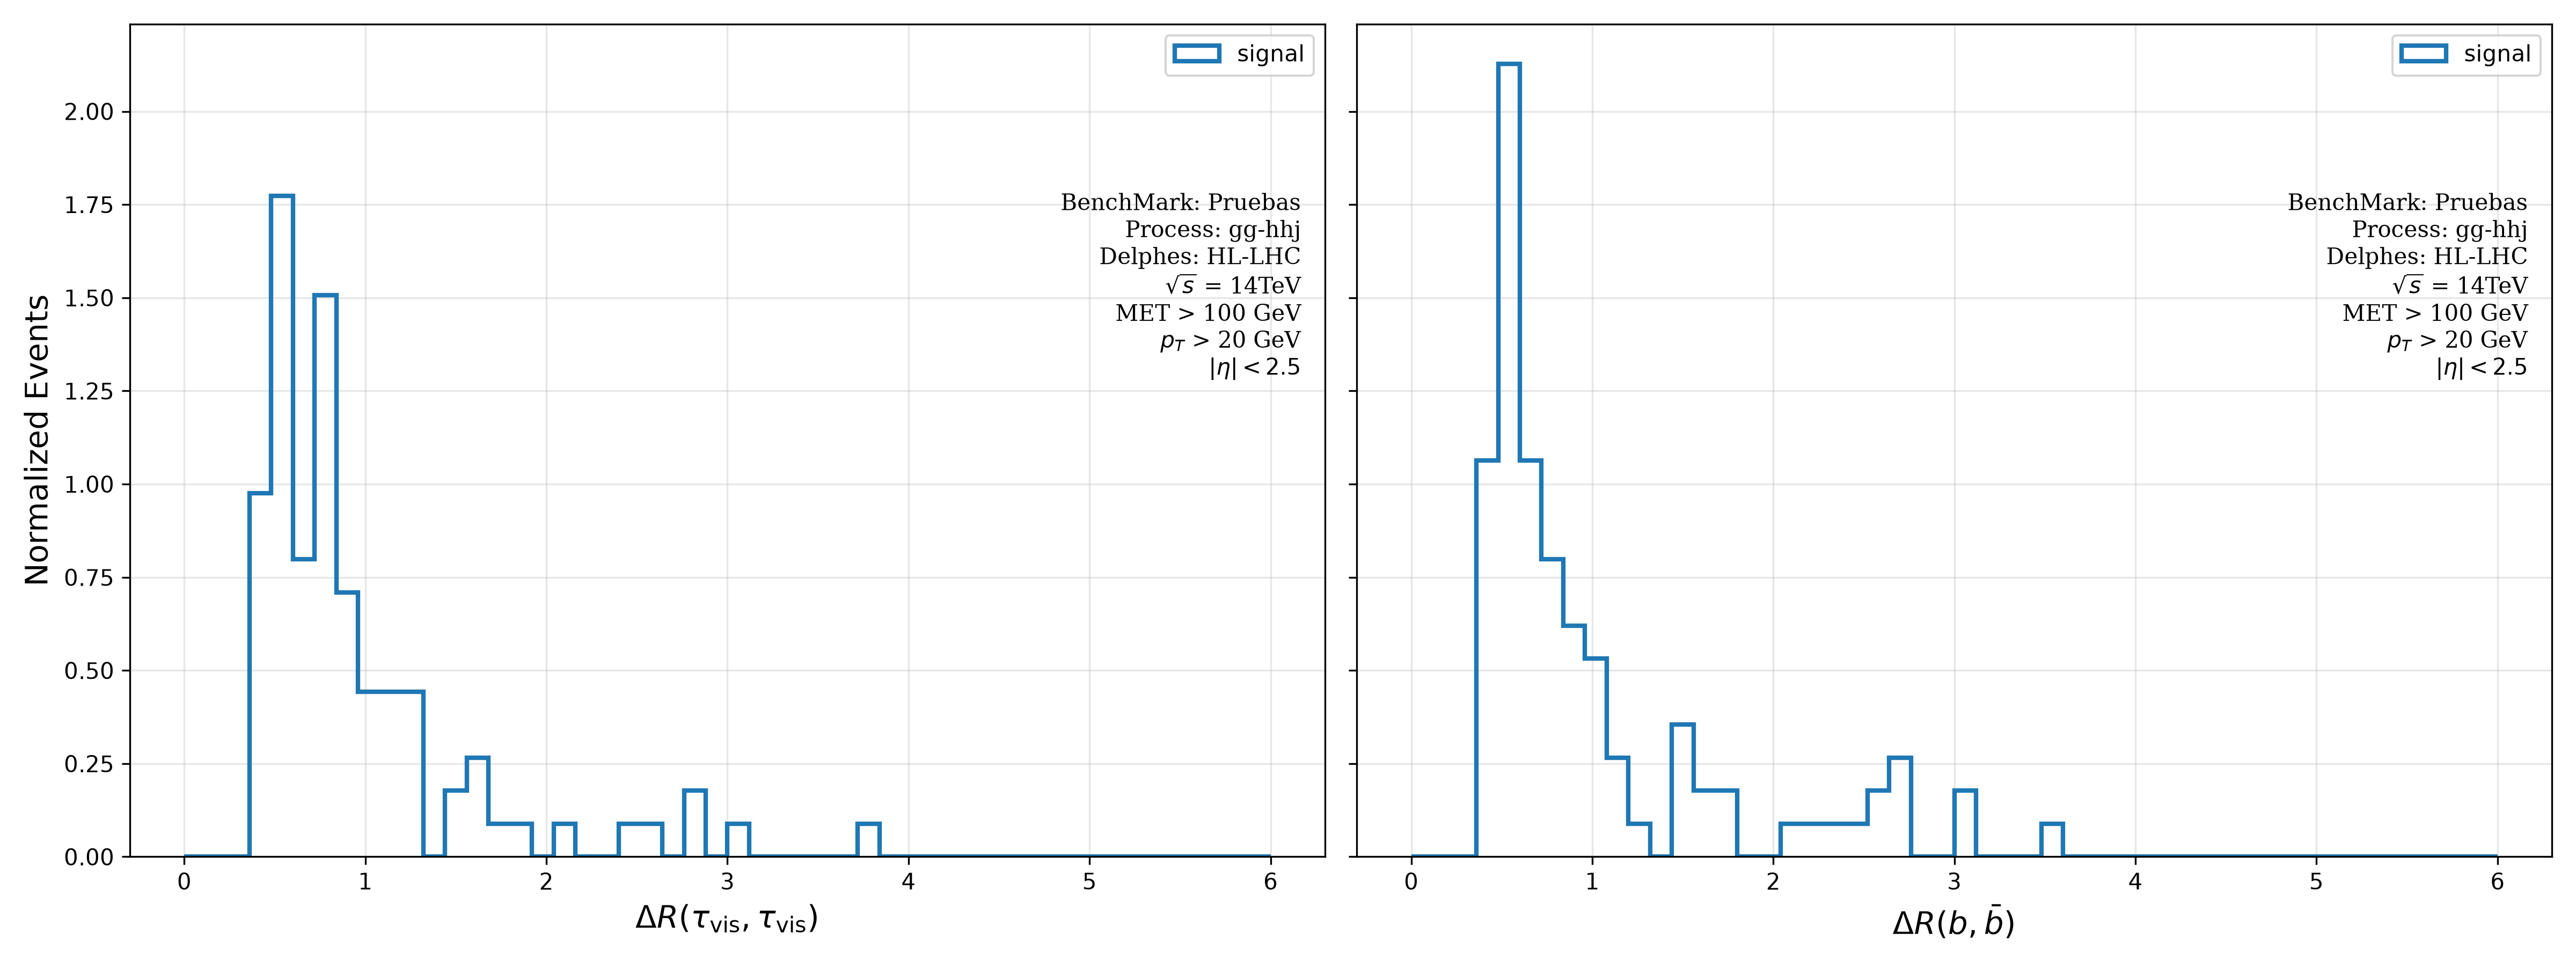 Normalized Events
2.00
1.75
1.50
1.25
1.00
0.75
0.50
0.25
0.00
signal
BenchMark: Pruebas
Process: gg-hhj
Delphes: HL-LHC
√s = 14TeV
MET > 100 GeV
p_T > 20 GeV
|η| < 2.5
0 1 2 3 4 5 6
ΔR(τ_vis, τ_vis)
signal
BenchMark: Pruebas
Process: gg-hhj
Delphes: HL-LHC
√s = 14TeV
MET > 100 GeV
p_T > 20 GeV
|η| < 2.5
0 1 2 3 4 5 6
ΔR(b, b̄)